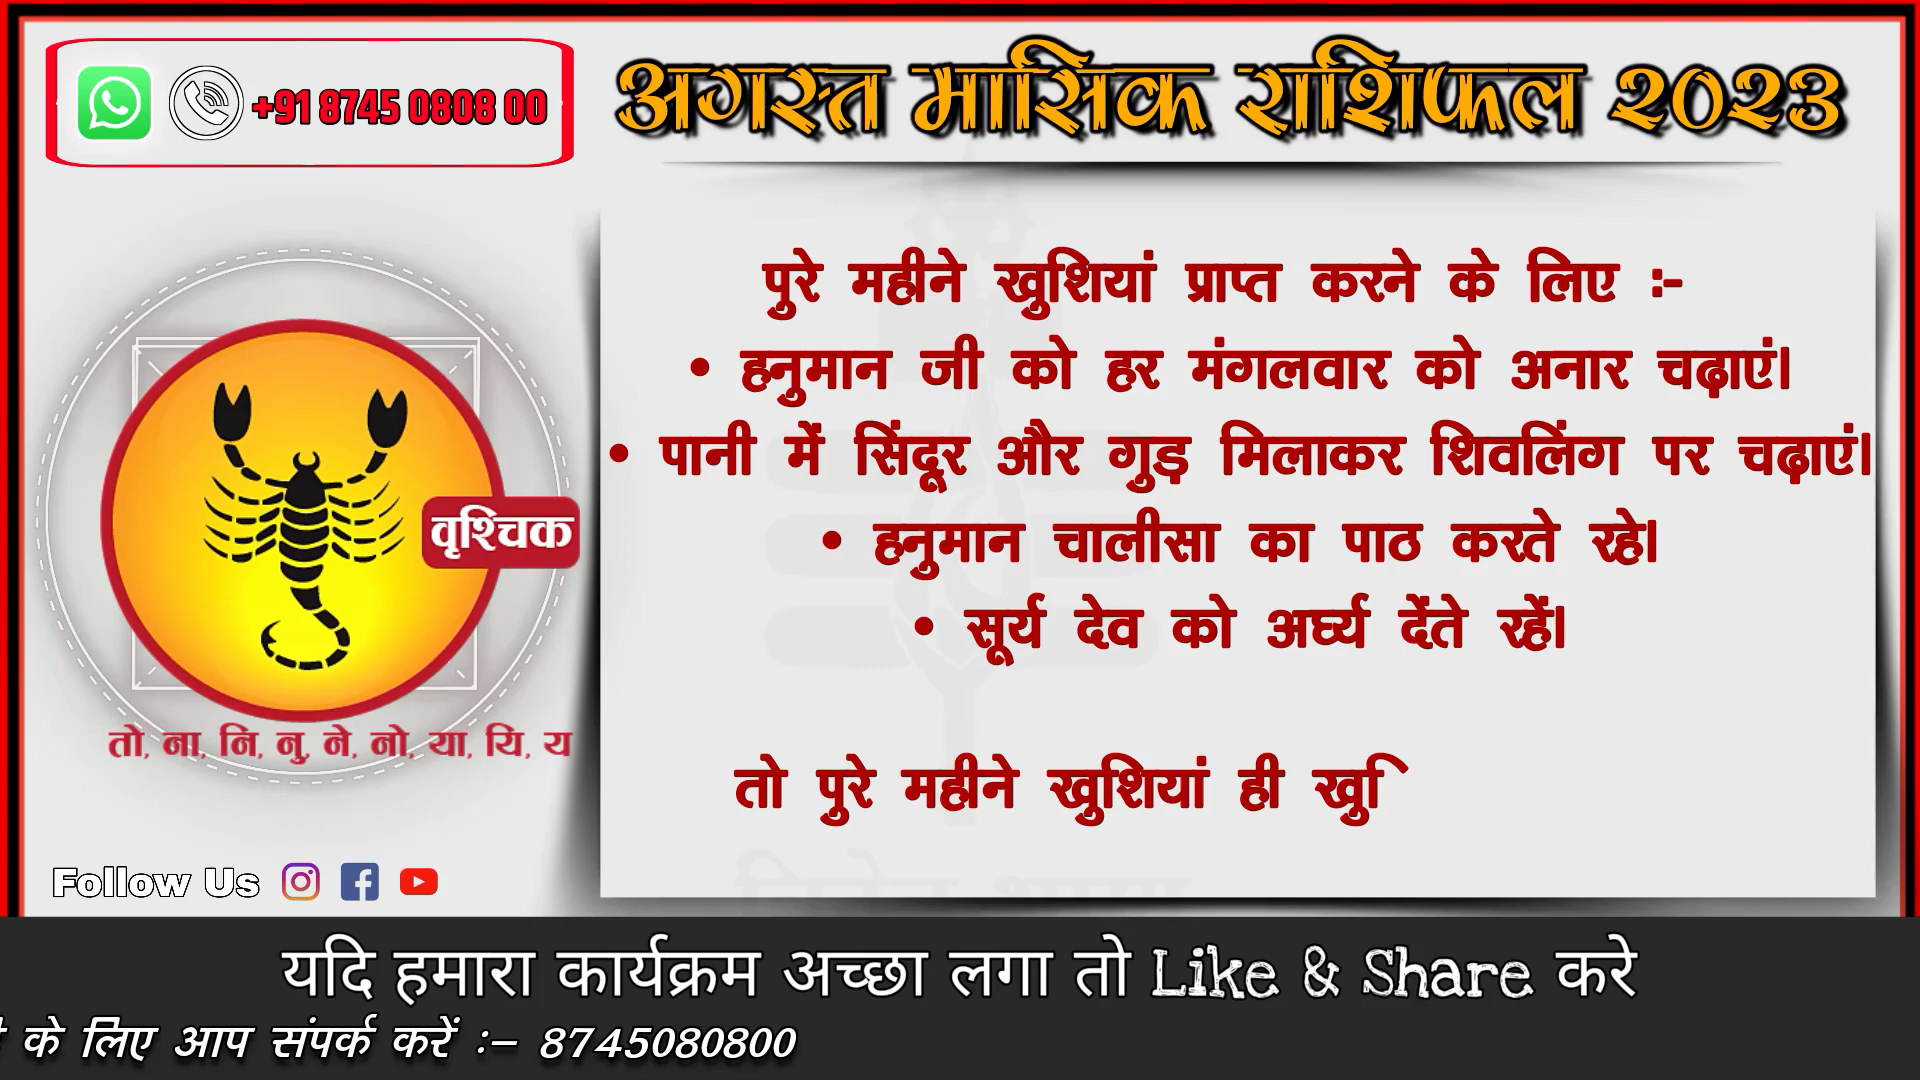 +91 8745 0808 00
अगस्त मासिक राशिफल २०२३
पुरे महीने खुशियां प्राप्त करने के लिए :-
• हनुमान जी को हर मंगलवार को अनार चढ़ाएं।
• पानी में सिंदूर और गुड़ मिलाकर शिवलिंग पर चढ़ाएं।
• हनुमान चालीसा का पाठ करते रहे।
• सूर्य देव को अर्घ्य देंते रहें।
तो पुरे महीने खुशियां ही खुि
वृश्चिक
तो, ना, नि, नु, ने, नो, या, यि, य
Follow Us
यदि हमारा कार्यक्रम अच्छा लगा तो Like & Share करे
के लिए आप संपर्क करें :– 8745080800